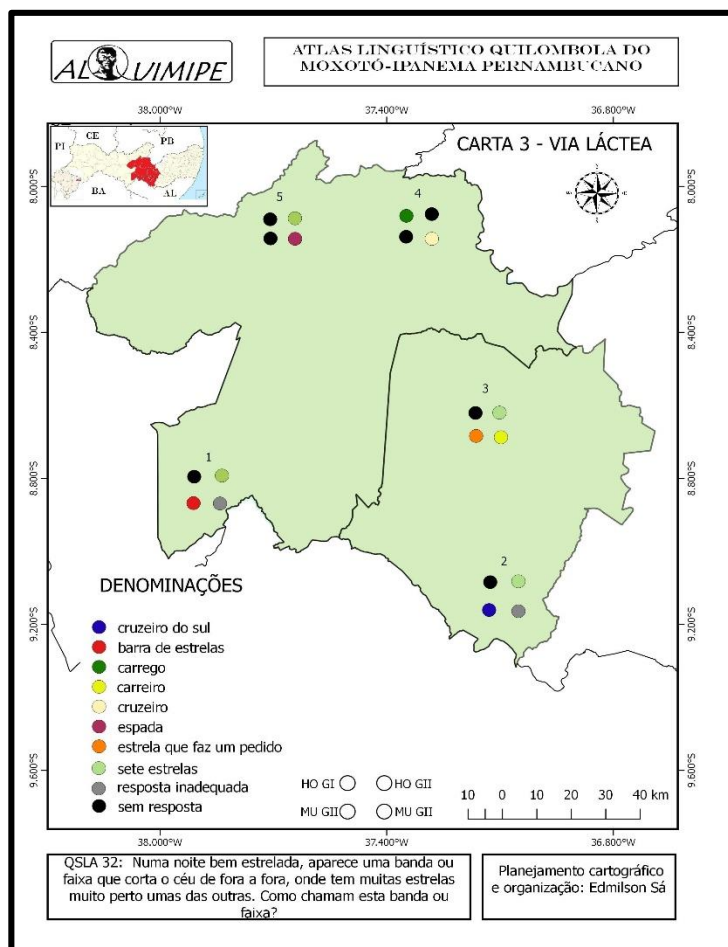 ALQUIMIPE
ATLAS LINGUÍSTICO QUILOMBOLA DO
MOXOTÓ-IPANEMA PERNAMBUCANO
38.000°W 37.400°W 36.800°W
CARTA 3 - VIA LÁCTEA
PI CE PB
BA AL
8.000°S 8.000°S
5 4
8.400°S 8.400°S
3
8.800°S 8.800°S
1
2
9.200°S 9.200°S
DENOMINAÇÕES
cruzeiro do sul
barra de estrelas
carrego
carreiro
cruzeiro
espada
estrela que faz um pedido
sete estrelas
resposta inadequada
sem resposta
9.600°S 9.600°S
HO GI HO GII
MU GII MU GII
10 0 5 10 20 30 40 km
38.000°W 37.400°W 36.800°W
QSLA 32: Numa noite bem estrelada, aparece uma banda ou
faixa que corta o céu de fora a fora, onde tem muitas estrelas
muito perto umas das outras. Como chamam esta banda ou
faixa?
Planejamento cartográfico
e organização: Edmilson Sá